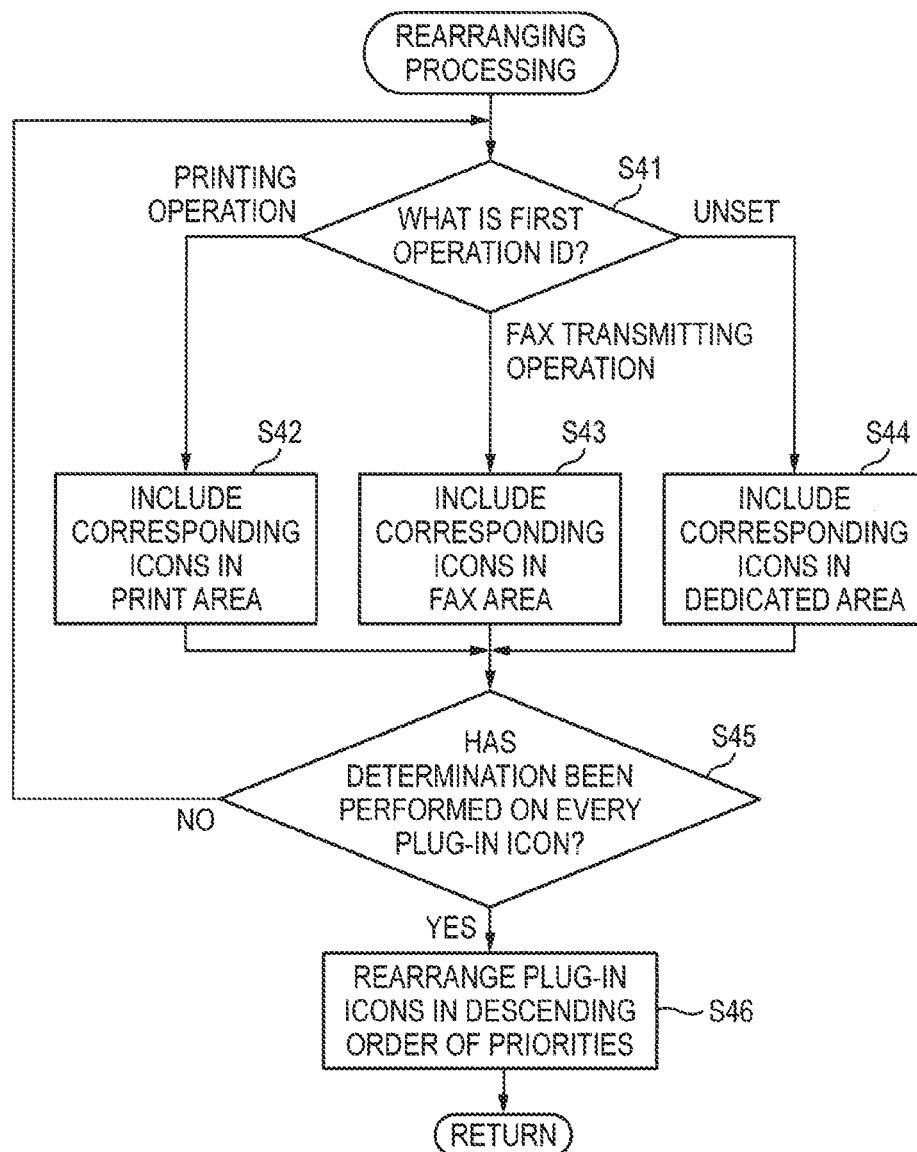 REARRANGING
PROCESSING
S41
PRINTING
OPERATION
WHAT IS FIRST
OPERATION ID?
UNSET
FAX TRANSMITTING
OPERATION
S42
S43
S44
INCLUDE
CORRESPONDING
ICONS IN
PRINT AREA
INCLUDE
CORRESPONDING
ICONS IN
FAX AREA
INCLUDE
CORRESPONDING
ICONS IN
DEDICATED AREA
S45
HAS
DETERMINATION BEEN
PERFORMED ON EVERY
PLUG-IN ICON?
NO
YES
REARRANGE PLUG-IN
ICONS IN DESCENDING
ORDER OF PRIORITIES
S46
RETURN